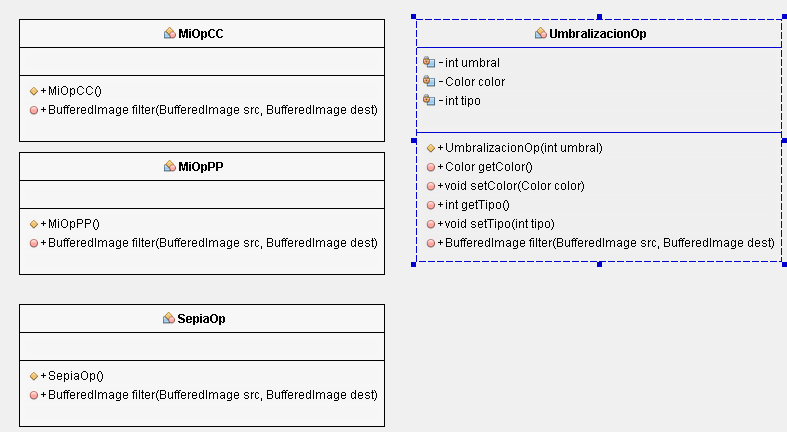 MiOpCC
+MiOpCC()
+BufferedImage filter(BufferedImage src, BufferedImage dest)
MiOpPP
+MiOpPP()
+BufferedImage filter(BufferedImage src, BufferedImage dest)
SepiaOp
+SepiaOp()
+BufferedImage filter(BufferedImage src, BufferedImage dest)
UmbralizacionOp
-int umbral
-Color color
-int tipo
+UmbralizacionOp(int umbral)
+Color getColor()
+void setColor(Color color)
+int getTipo()
+void setTipo(int tipo)
+BufferedImage filter(BufferedImage src, BufferedImage dest)